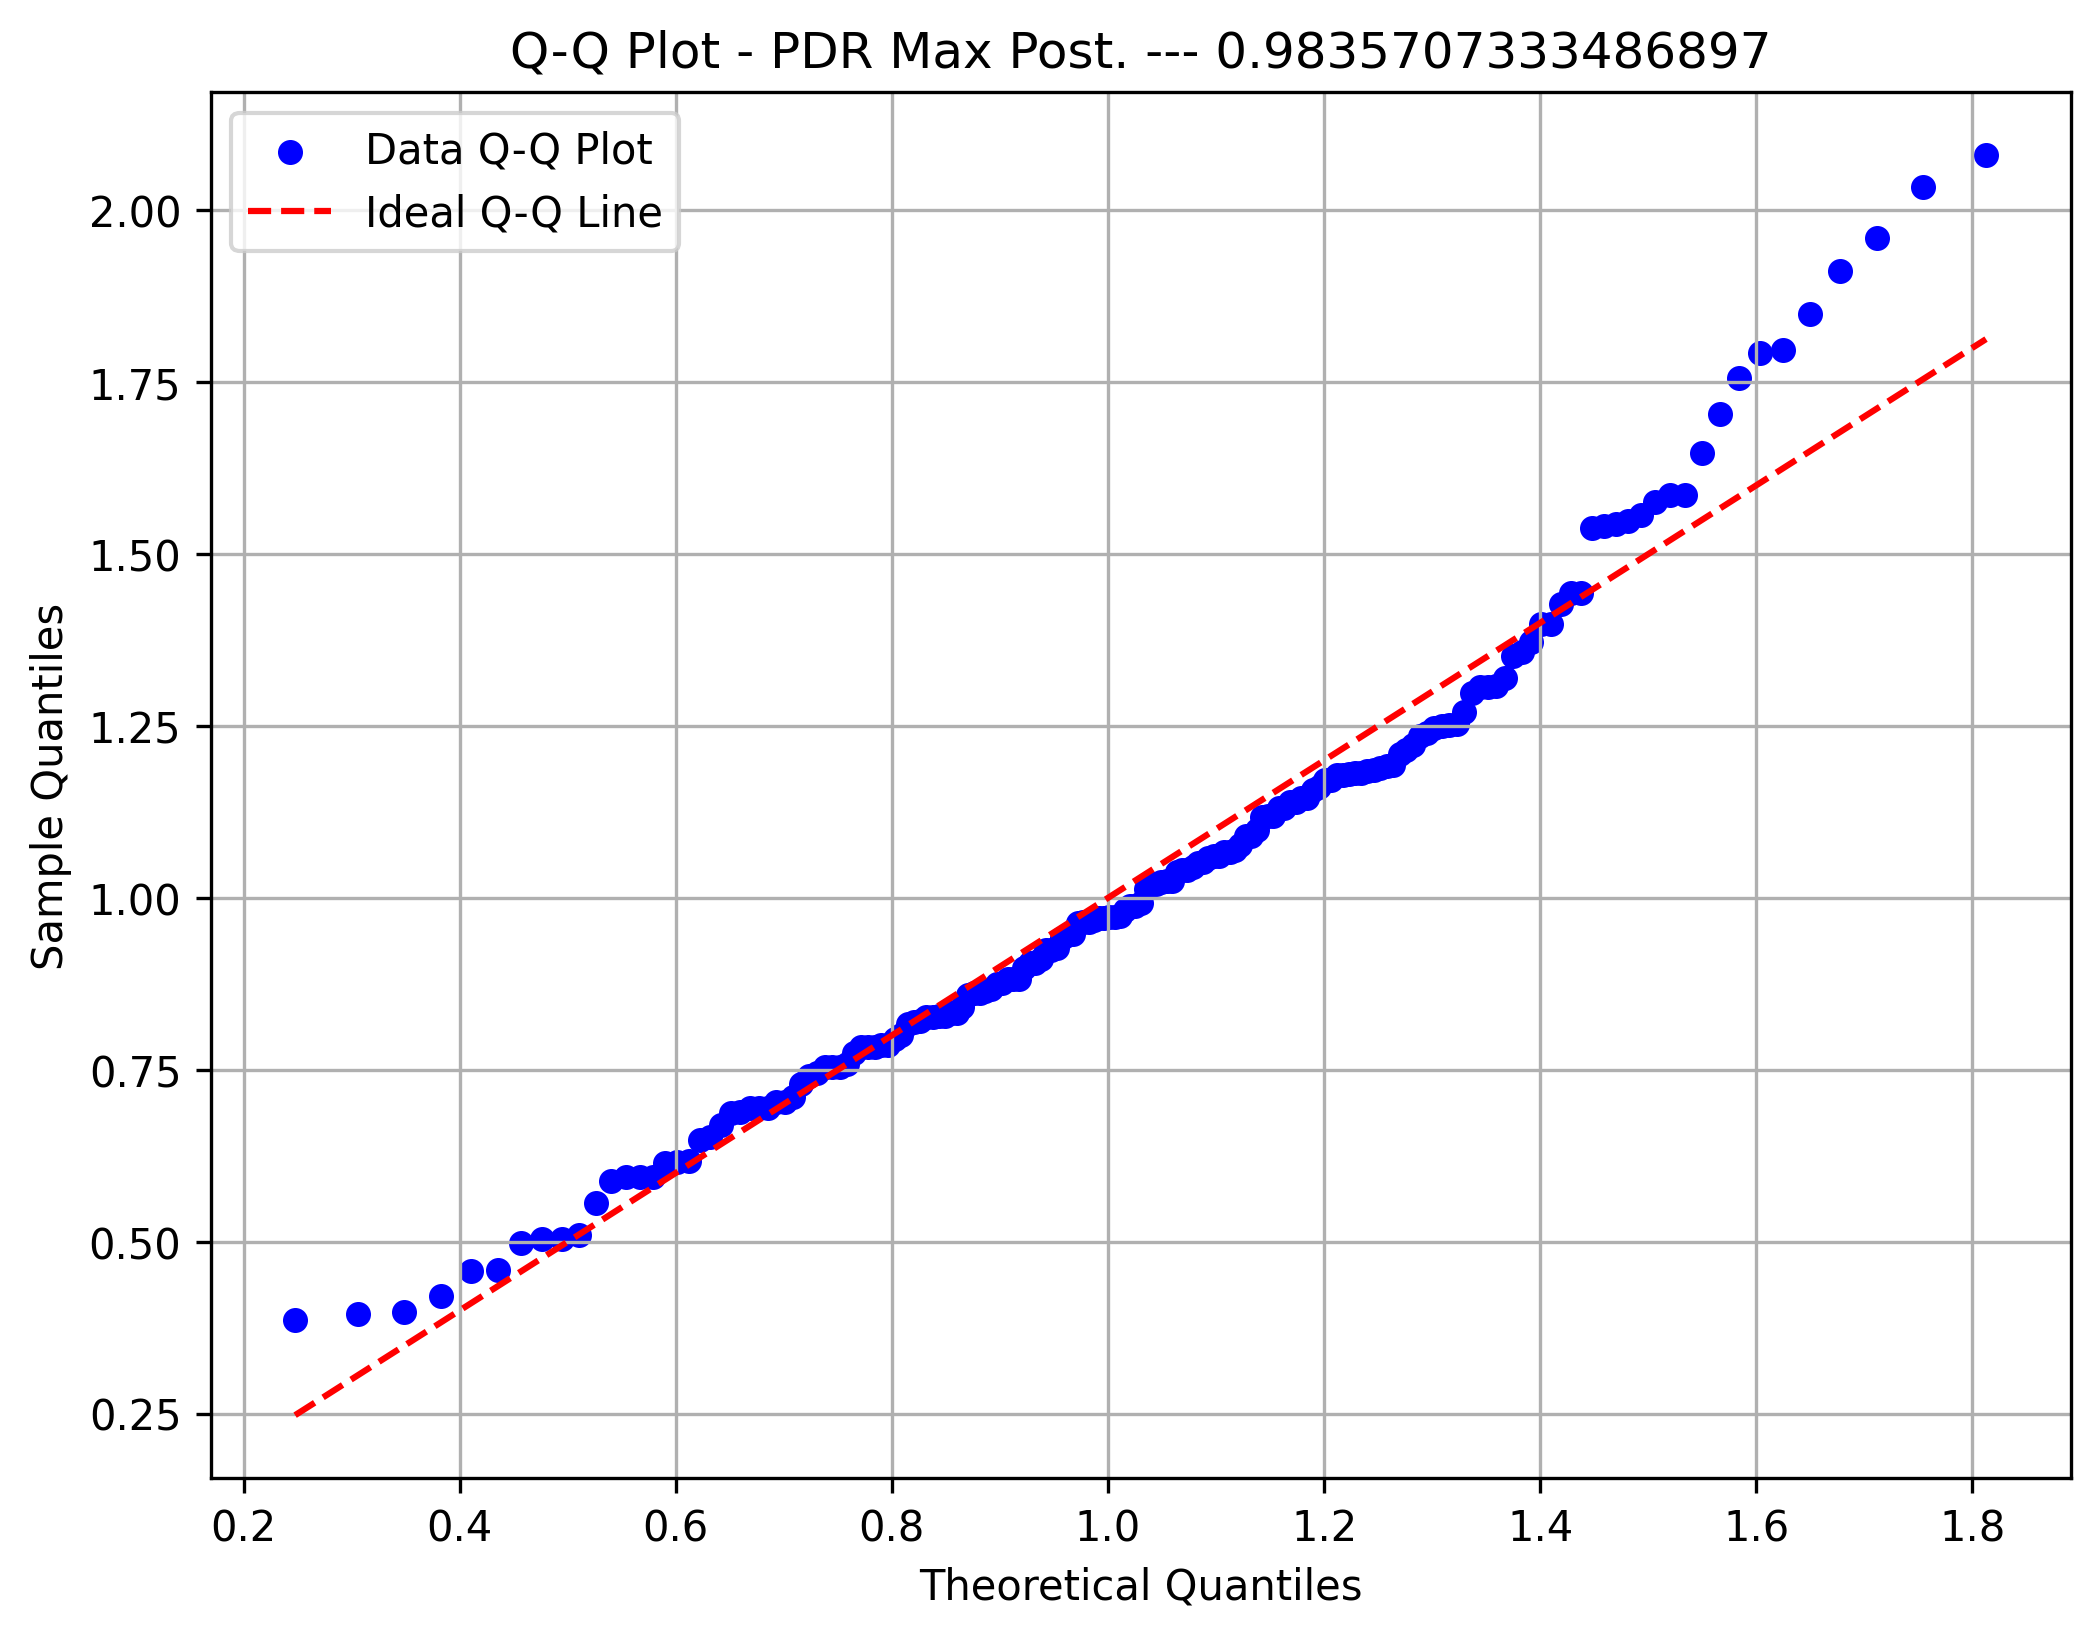 Q-Q Plot - PDR Max Post. --- 0.9835707333486897
Data Q-Q Plot
Ideal Q-Q Line
2.00
1.75
1.50
1.25
1.00
0.75
0.50
0.25
Sample Quantiles
0.2 0.4 0.6 0.8 1.0 1.2 1.4 1.6 1.8
Theoretical Quantiles